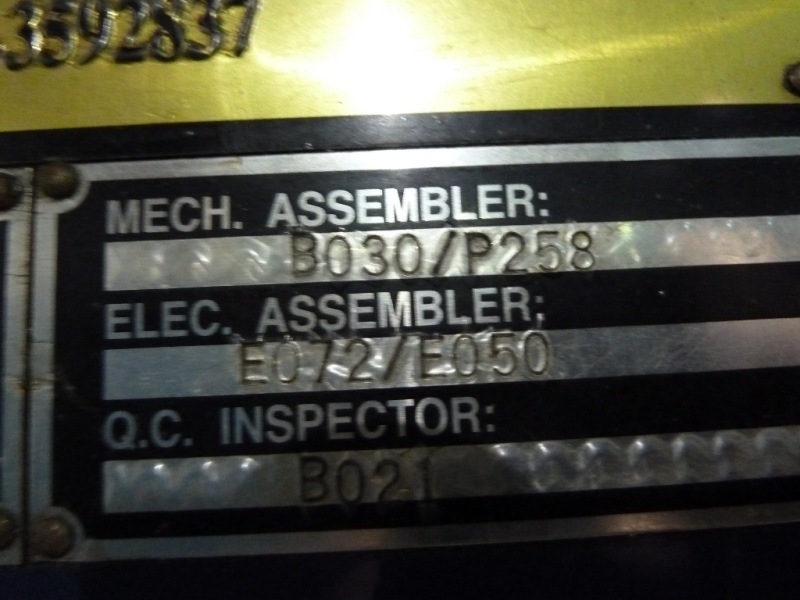 3592837
MECH. ASSEMBLER:
B030/P258
ELEC. ASSEMBLER:
E072/E050
Q.C. INSPECTOR:
B021